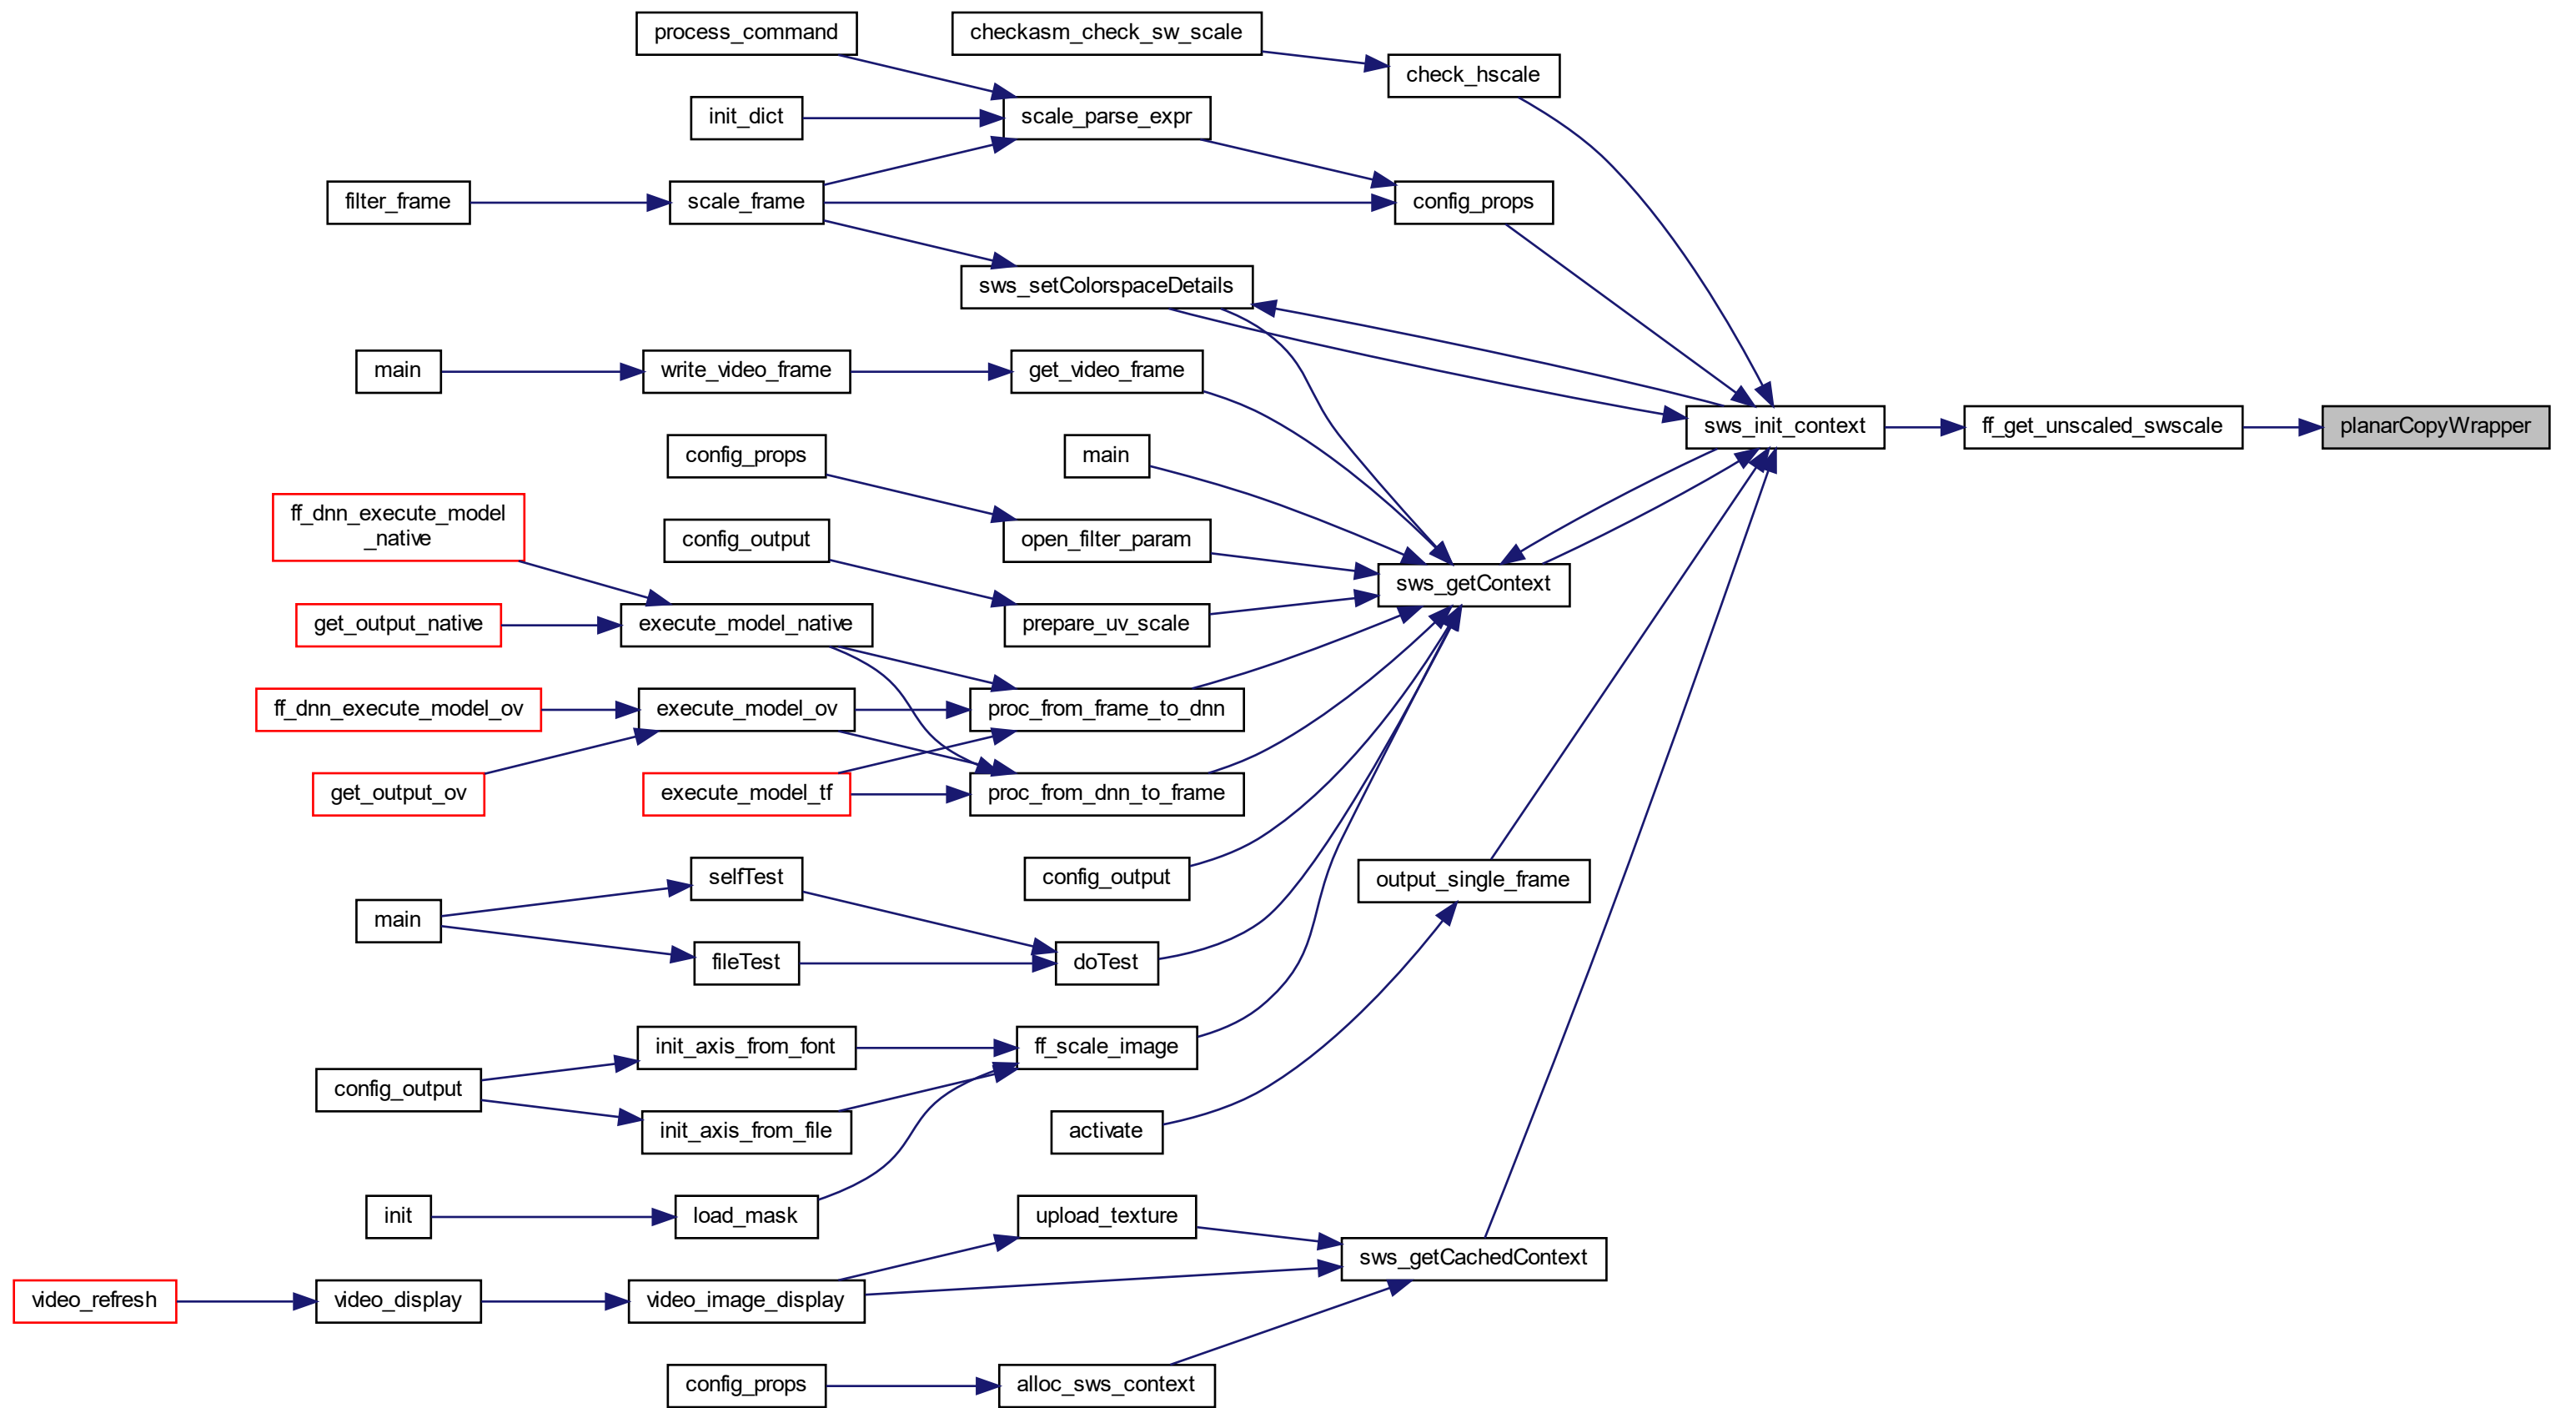 process_command
checkasm_check_sw_scale
check_hscale
init_dict
scale_parse_expr
filter_frame
scale_frame
config_props
sws_setColorspaceDetails
main
write_video_frame
get_video_frame
sws_init_context
ff_get_unscaled_swscale
planarCopyWrapper
config_props
main
ff_dnn_execute_model
_native
config_output
open_filter_param
sws_getContext
get_output_native
execute_model_native
prepare_uv_scale
ff_dnn_execute_model_ov
execute_model_ov
proc_from_frame_to_dnn
get_output_ov
execute_model_tf
proc_from_dnn_to_frame
selfTest
config_output
output_single_frame
main
fileTest
doTest
init_axis_from_font
ff_scale_image
config_output
init_axis_from_file
activate
init
load_mask
upload_texture
sws_getCachedContext
video_refresh
video_display
video_image_display
config_props
alloc_sws_context